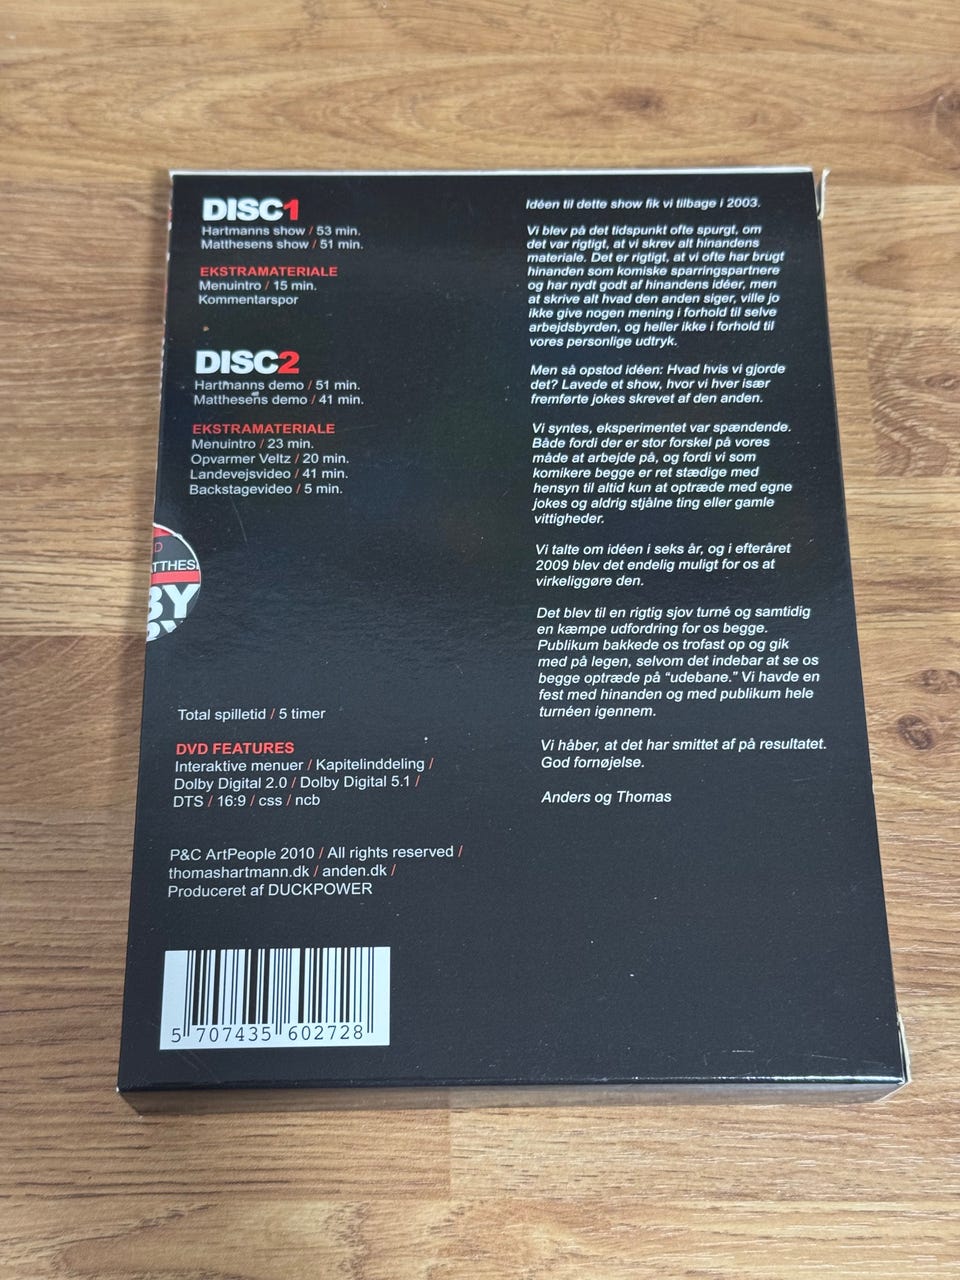 DISC1
Hartmanns show / 53 min.
Matthesens show / 51 min.
EKSTRAMATERIALE
Menuintro / 15 min.
Kommentarspor
DISC2
Hartmanns demo / 51 min.
Matthesens demo / 41 min.
EKSTRAMATERIALE
Menuintro / 23 min.
Opvarmer Veltz / 20 min.
Landevejsvideo / 41 min.
Backstagevideo / 5 min.
D
ATTHES
BY
BY
Total spilletid / 5 timer
DVD FEATURES
Interaktive menuer / Kapitelinddeling /
Dolby Digital 2.0 / Dolby Digital 5.1 /
DTS / 16:9 / css / ncb
P&C ArtPeople 2010 / All rights reserved /
thomashartmann.dk / anden.dk /
Produceret af DUCKPOWER
5 707435 602728
Idéen til dette show fik vi tilbage i 2003.
Vi blev på det tidspunkt ofte spurgt, om
det var rigtigt, at vi skrev alt hinandens
materiale. Det er rigtigt, at vi ofte har brugt
hinanden som komiske sparringspartnere
og har nydt godt af hinandens idéer, men
at skrive alt hvad den anden siger, ville jo
ikke give nogen mening i forhold til selve
arbejdsbyrden, og heller ikke i forhold til
vores personlige udtryk.
Men så opstod idéen: Hvad hvis vi gjorde
det? Lavede et show, hvor vi hver især
fremførte jokes skrevet af den anden.
Vi syntes, eksperimentet var spændende.
Både fordi der er stor forskel på vores
måde at arbejde på, og fordi vi som
komikere begge er ret stædige med
hensyn til altid kun at optræde med egne
jokes og aldrig stjålne ting eller gamle
vittigheder.
Vi talte om idéen i seks år, og i efteråret
2009 blev det endelig muligt for os at
virkeliggøre den.
Det blev til en rigtig sjov turné og samtidig
en kæmpe udfordring for os begge.
Publikum bakkede os trofast op og gik
med på legen, selvom det indebar at se os
begge optræde på “udebane.” Vi havde en
fest med hinanden og med publikum hele
turnéen igennem.
Vi håber, at det har smittet af på resultatet.
God fornøjelse.
Anders og Thomas